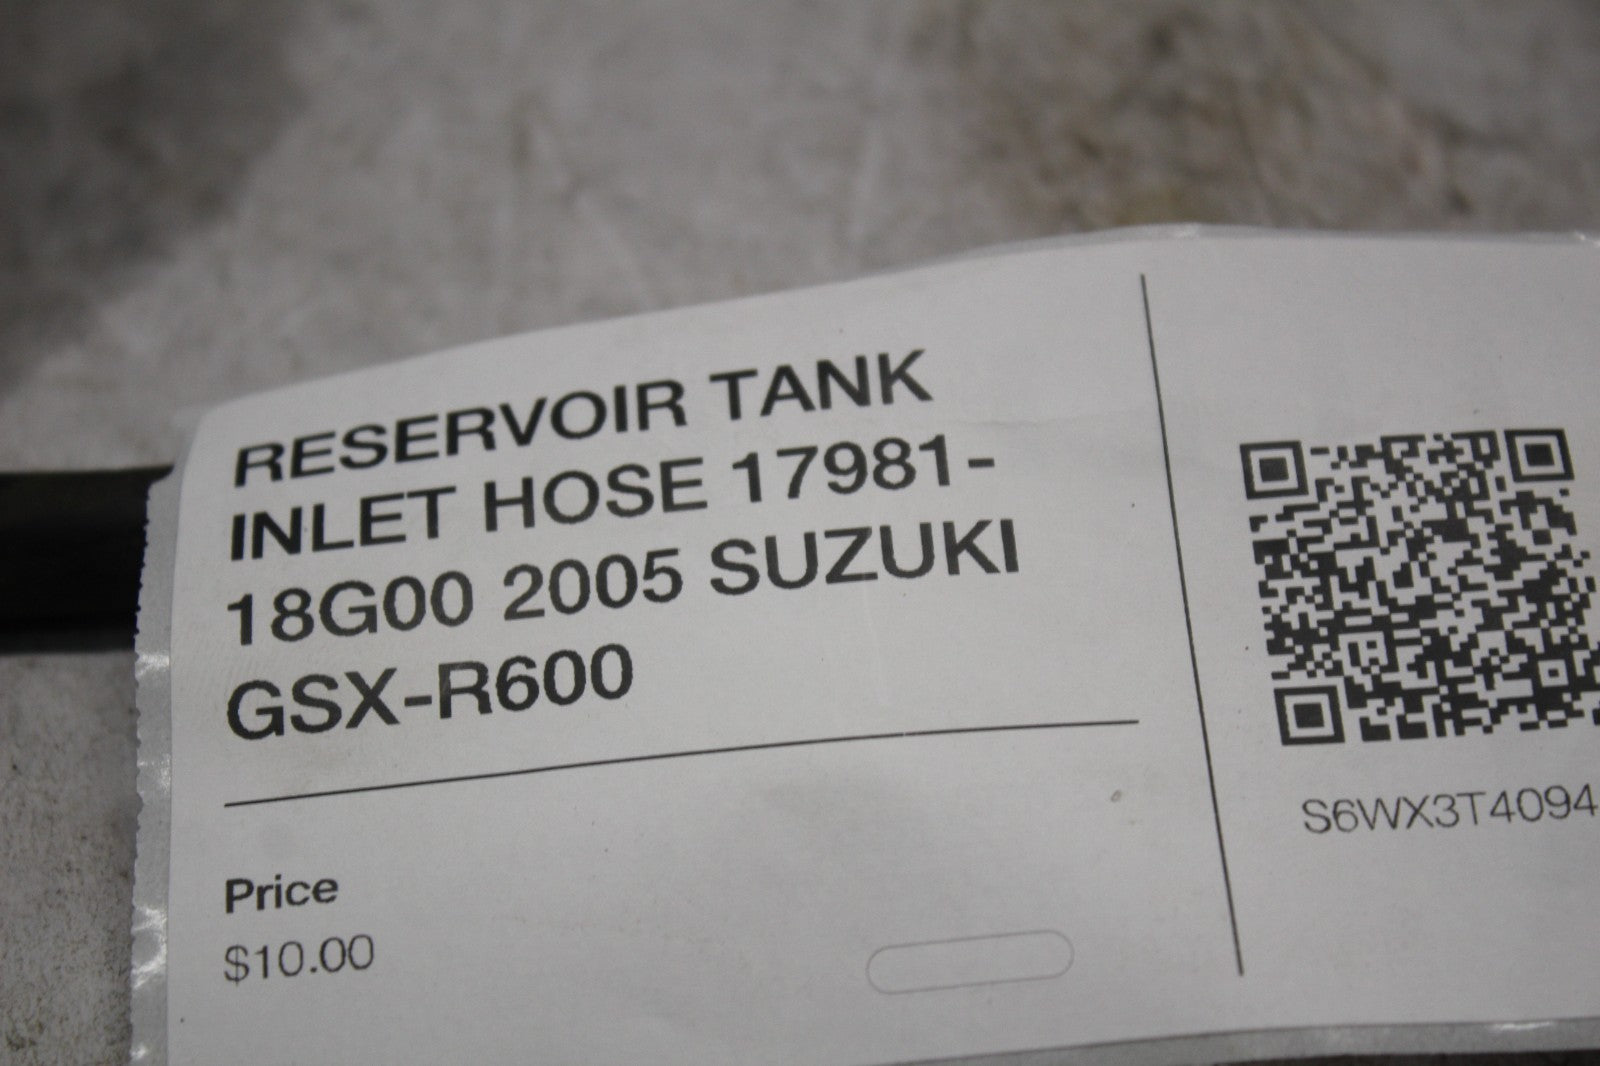 RESERVOIR TANK
INLET HOSE 17981-
18G00 2005 SUZUKI
GSX-R600
Price
$10.00
S6WX3T4094